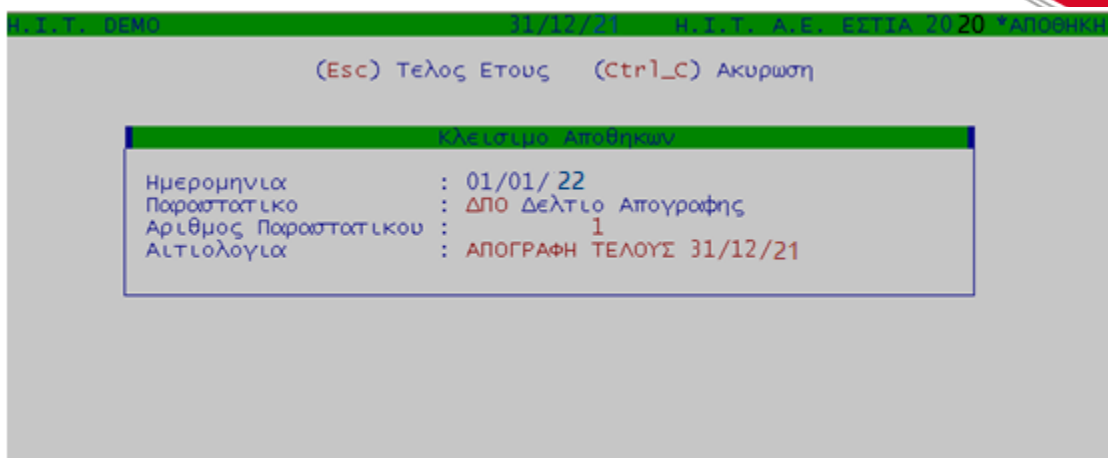 H.I.T. DEMO 31/12/21 H.I.T. A.E. ΕΣΤΙΑ 2020 *ΑΠΟΘΗΚΗ
(Esc) Τελος Ετους (Ctrl_C) Ακυρωση
Κλεισιμο Αποθηκων
Ημερομηνια : 01/01/ 22
Παραστατικο : ΔΠΟ Δελτιο Απογραφης
Αριθμος Παραστατικου : 1
Αιτιολογια : ΑΠΟΓΡΑΦΗ ΤΕΛΟΥΣ 31/12/21